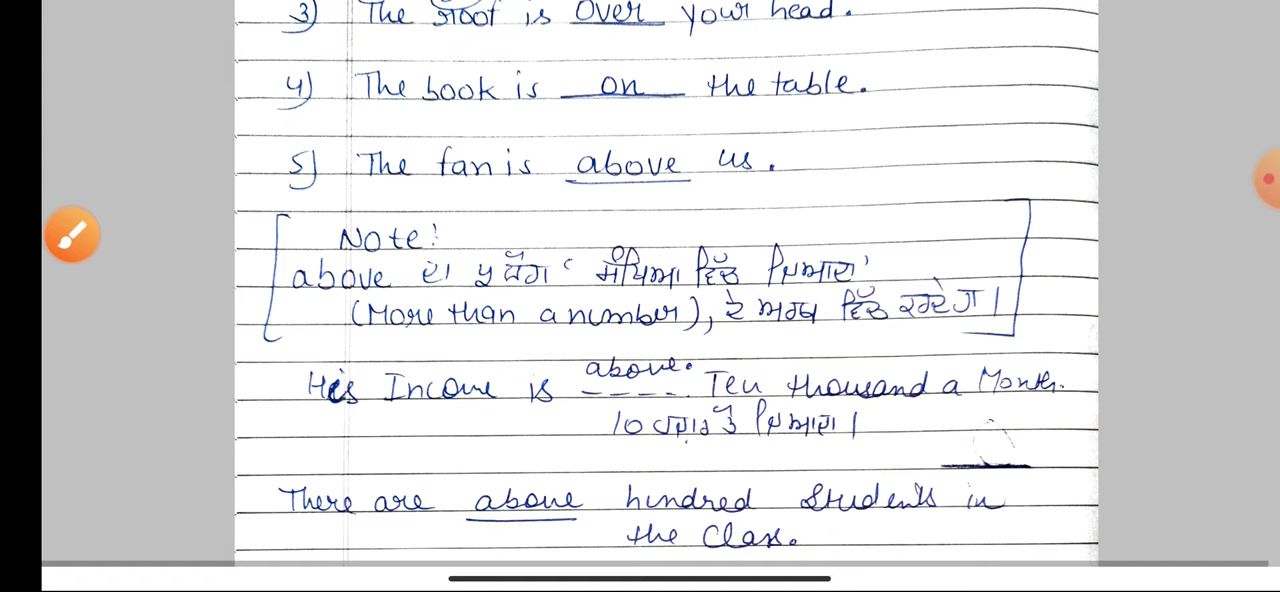 3) The roof is over your head.
4) The book is on the table.
5) The fan is above us.
Note:
above ਦਾ ਪ੍ਰਯੋਗ 'ਸੰਖਿਆ ਵਿੱਚ ਜ਼ਿਆਦਾ'
(More than a number), ਦੇ ਅਰਥ ਵਿੱਚ ਕਰਦੇ ਹਾਂ।
His Income is above. Ten thousand a Month.
10 ਹਜ਼ਾਰ ਤੋਂ ਜ਼ਿਆਦਾ।
There are above hundred Students in
the Class.